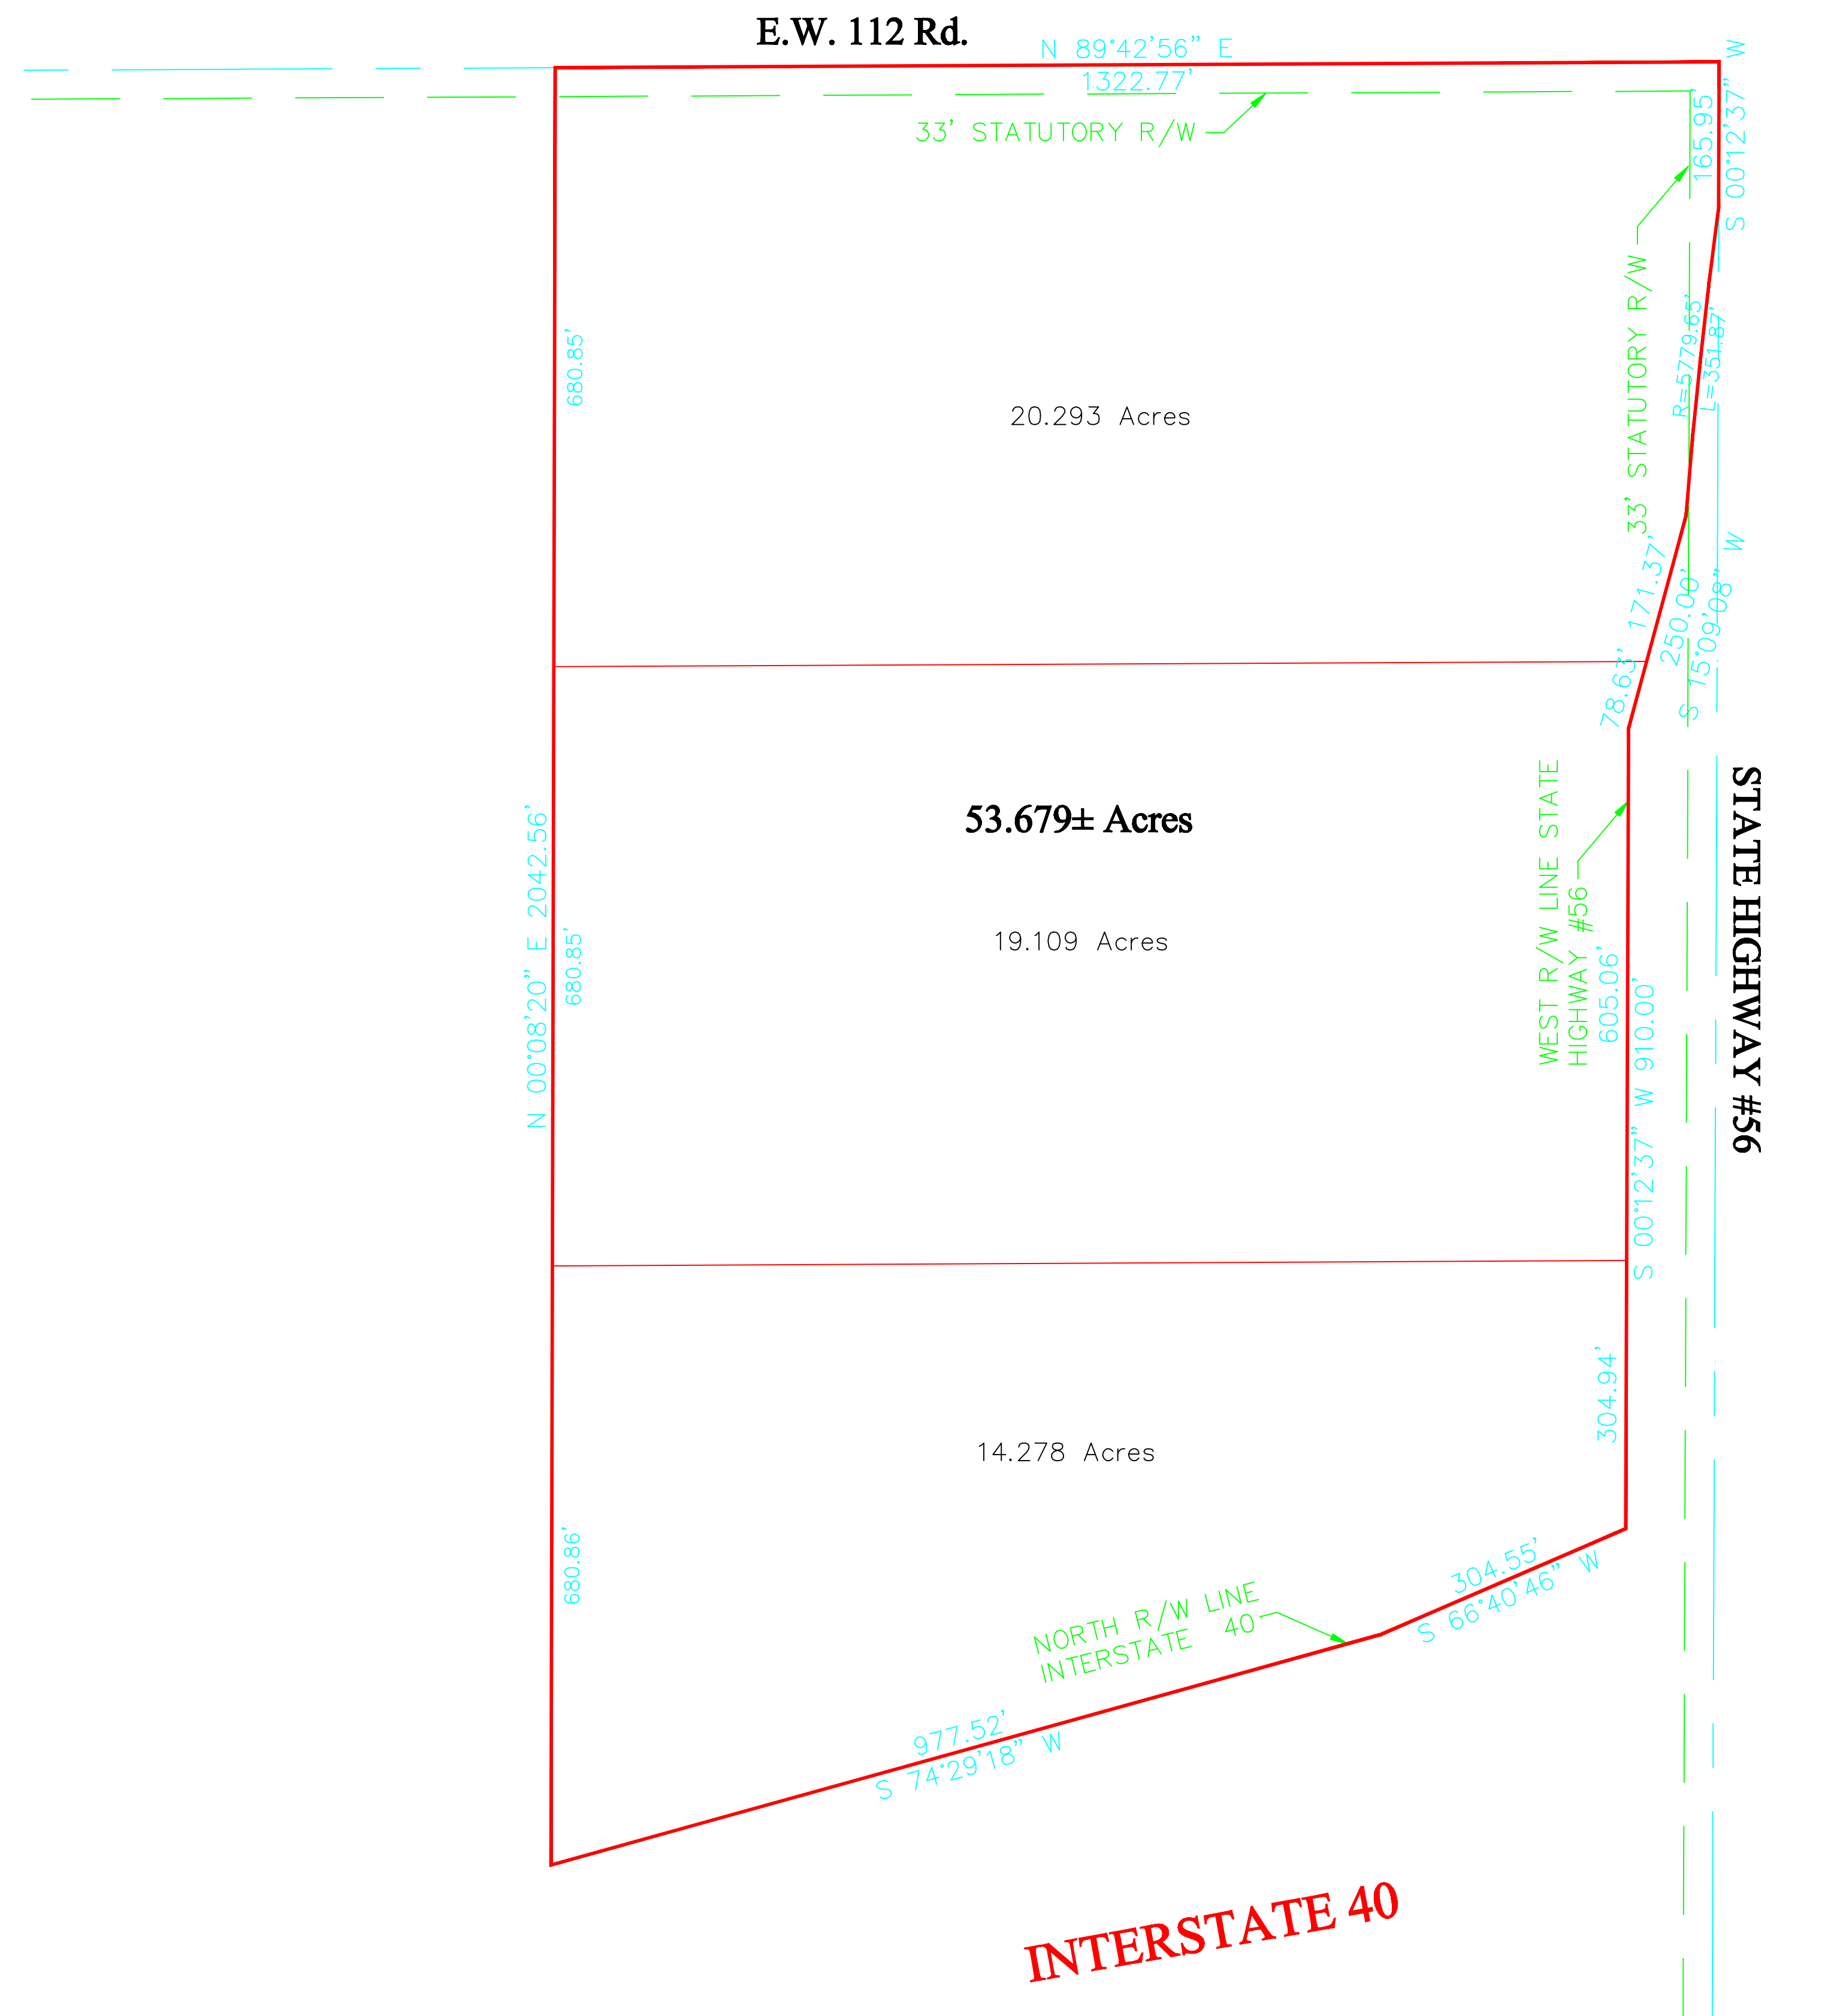 E.W. 112 Rd.
N 89°42'56" E
1322.77'
33' STATUTORY R/W
165.95'
S 00°12'37" W
33' STATUTORY R/W
R=5779.65'
L=351.87'
680.85'
20.293 Acres
171.37'
250.00'
S 15°09'08" W
78.63'
53.679± Acres
19.109 Acres
N 00°08'20" E 2042.56'
680.85'
WEST R/W LINE STATE
HIGHWAY #56
605.06'
S 00°12'37" W 910.00'
STATE HIGHWAY #56
304.94'
14.278 Acres
680.86'
304.55'
S 66°40'46" W
NORTH R/W LINE
INTERSTATE 40
977.52'
S 74°29'18" W
INTERSTATE 40